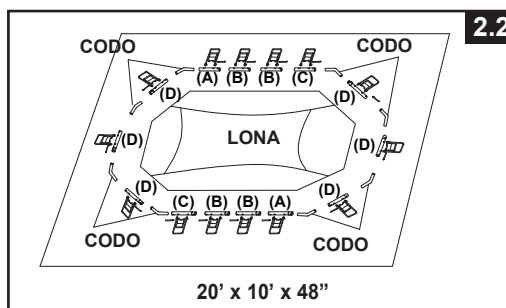 2.2
CODO CODO
(A) (B) (B) (C)
(D) (D)
(D) LONA (D)
(D) (D)
(C) (B) (B) (A)
CODO CODO
20’ x 10’ x 48”